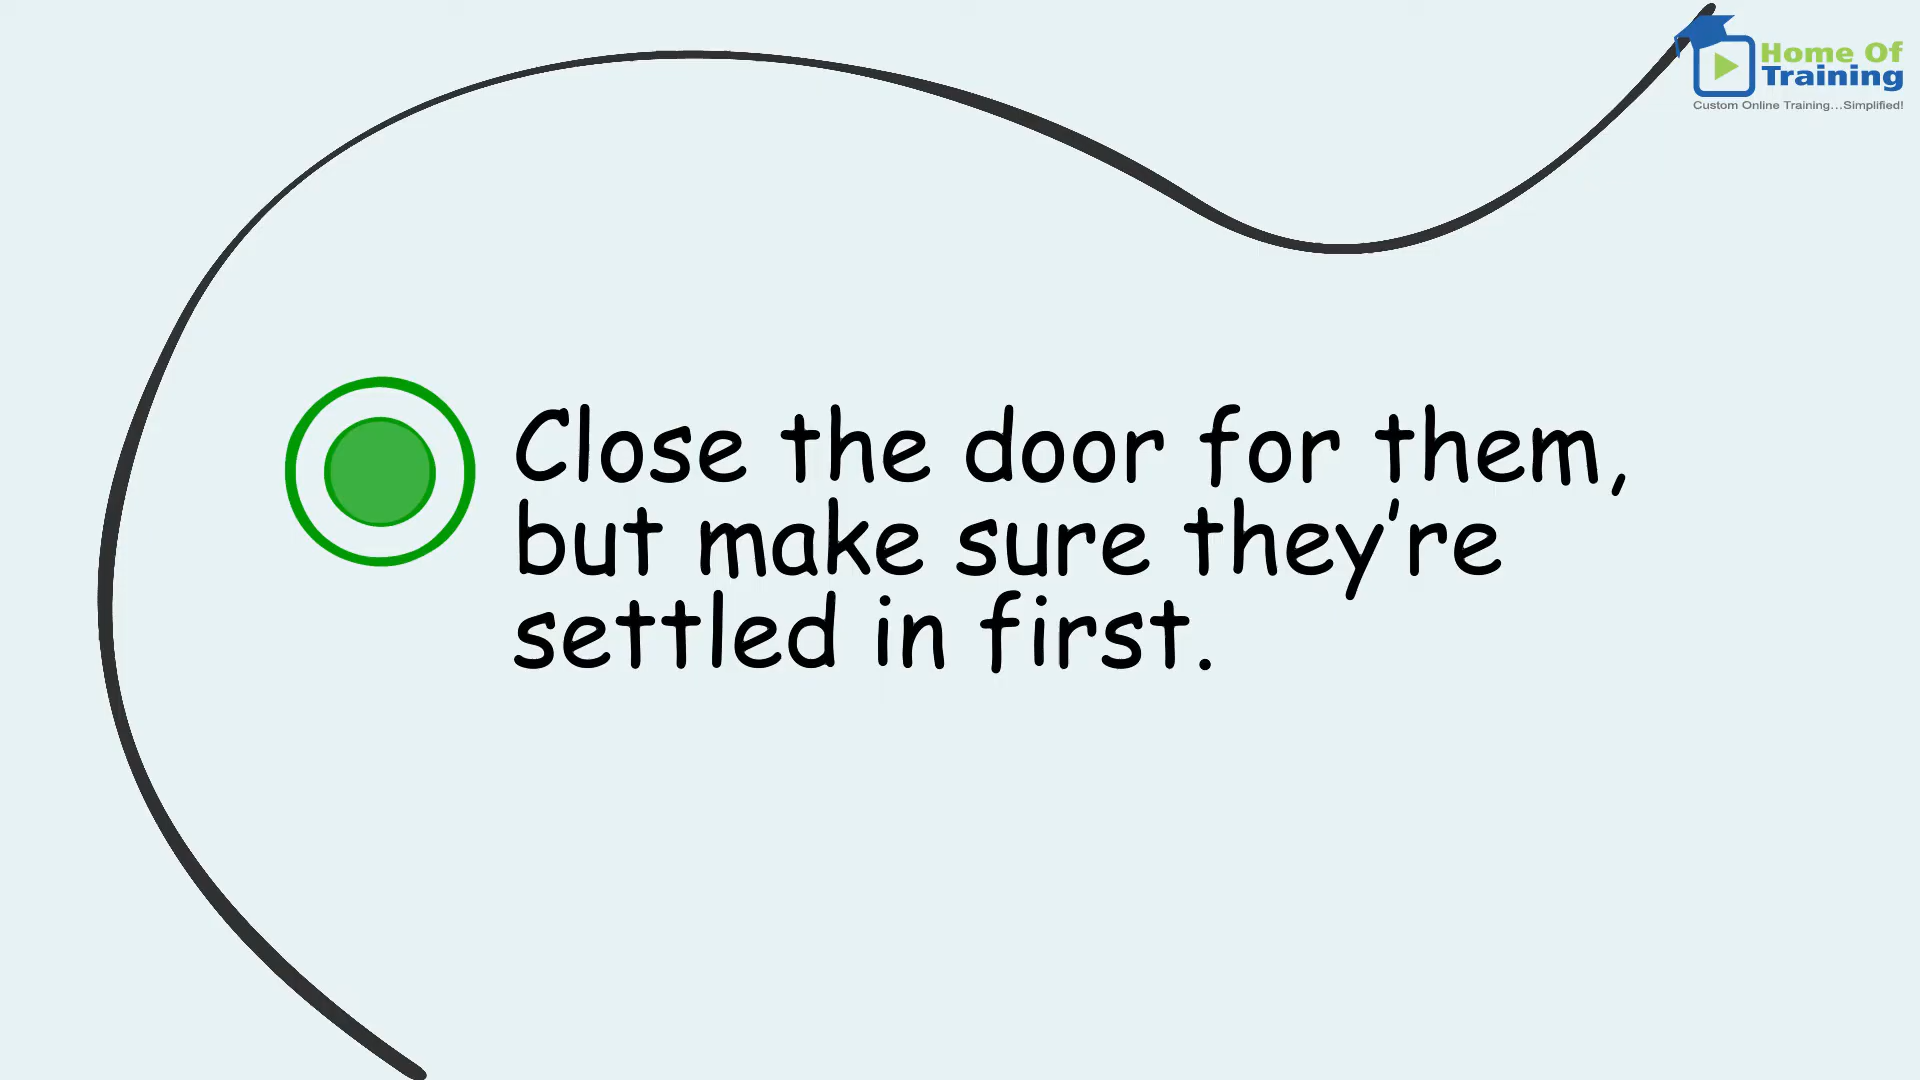 Home Of
Training
Custom Online Training...Simplified!
Close the door for them,
but make sure they’re
settled in first.